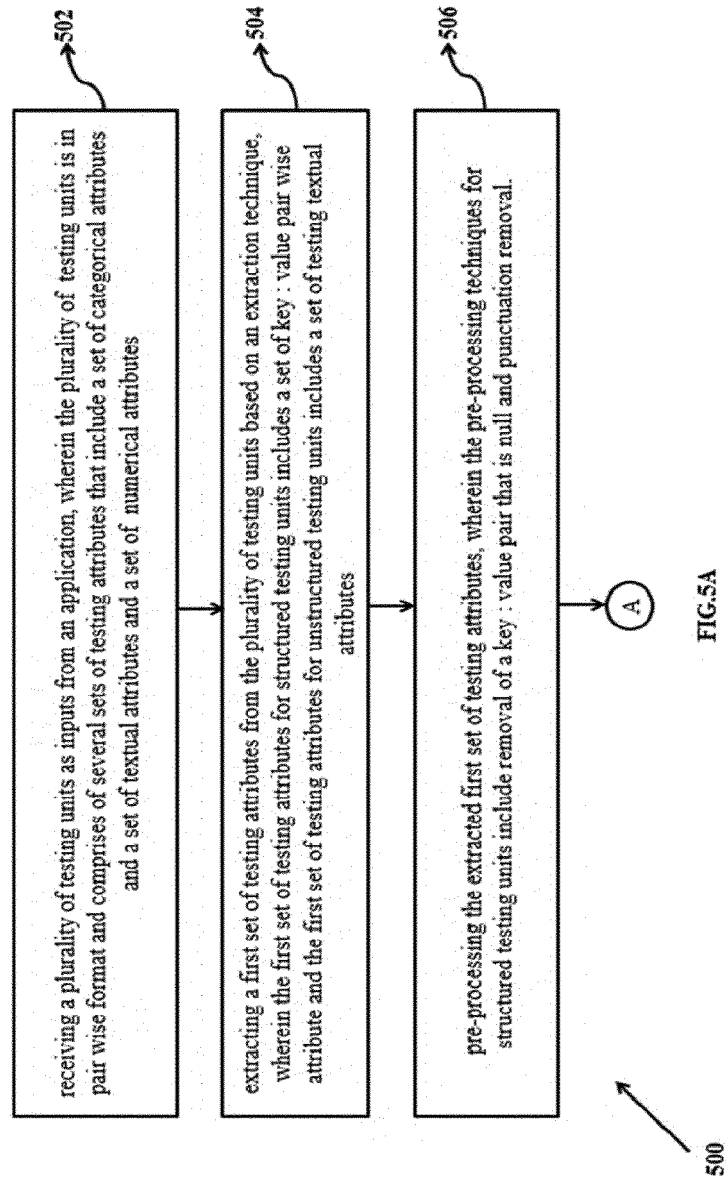 receiving a plurality of testing units as inputs from an application, wherein the plurality of testing units is in
pair wise format and comprises of several sets of testing attributes that include a set of categorical attributes
and a set of textual attributes and a set of numerical attributes
502
extracting a first set of testing attributes from the plurality of testing units based on an extraction technique,
wherein the first set of testing attributes for structured testing units includes a set of key : value pair wise
attribute and the first set of testing attributes for unstructured testing units includes a set of testing textual
attributes
504
pre-processing the extracted first set of testing attributes, wherein the pre-processing techniques for
structured testing units include removal of a key : value pair that is null and punctuation removal.
506
A
500
FIG.5A